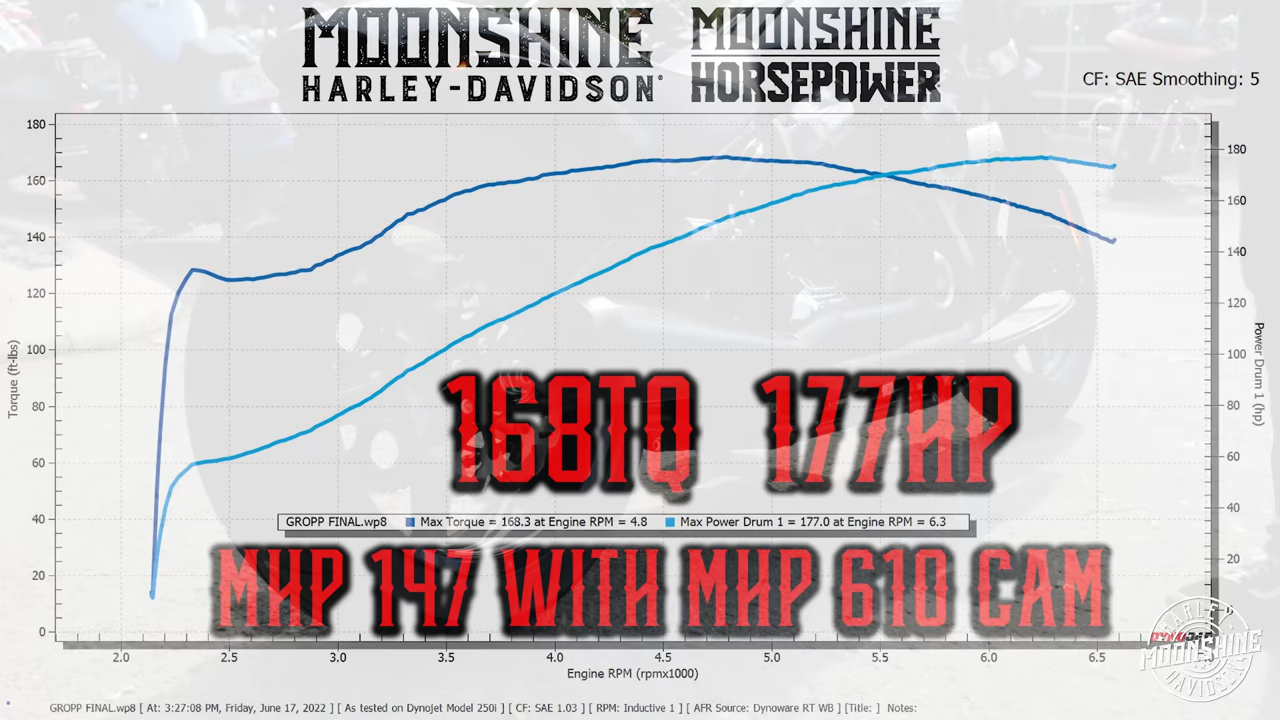 MOONSHINE
HARLEY-DAVIDSON
MOONSHINE
HORSEPOWER
CF: SAE Smoothing: 5
180
160
140
120
100
80
60
40
20
0
Torque (ft-lbs)
180
160
140
120
100
80
60
40
20
Power Drum 1 (hp)
168TQ 177HP
GROPP FINAL.wp8 Max Torque = 168.3 at Engine RPM = 4.8 Max Power Drum 1 = 177.0 at Engine RPM = 6.3
MHP 147 WITH MHP 610 CAM
2.0 2.5 3.0 3.5 4.0 4.5 5.0 5.5 6.0 6.5
Engine RPM (rpmx1000)
HARLEY
MOONSHINE
DAVIDSON
GROPP FINAL.wp8 [ At: 3:27:08 PM, Friday, June 17, 2022 ] [ As tested on Dynojet Model 250i ] [ CF: SAE 1.03 ] [ RPM: Inductive 1 ] [ AFR Source: Dynoware RT WB ] [Title: ] Notes: